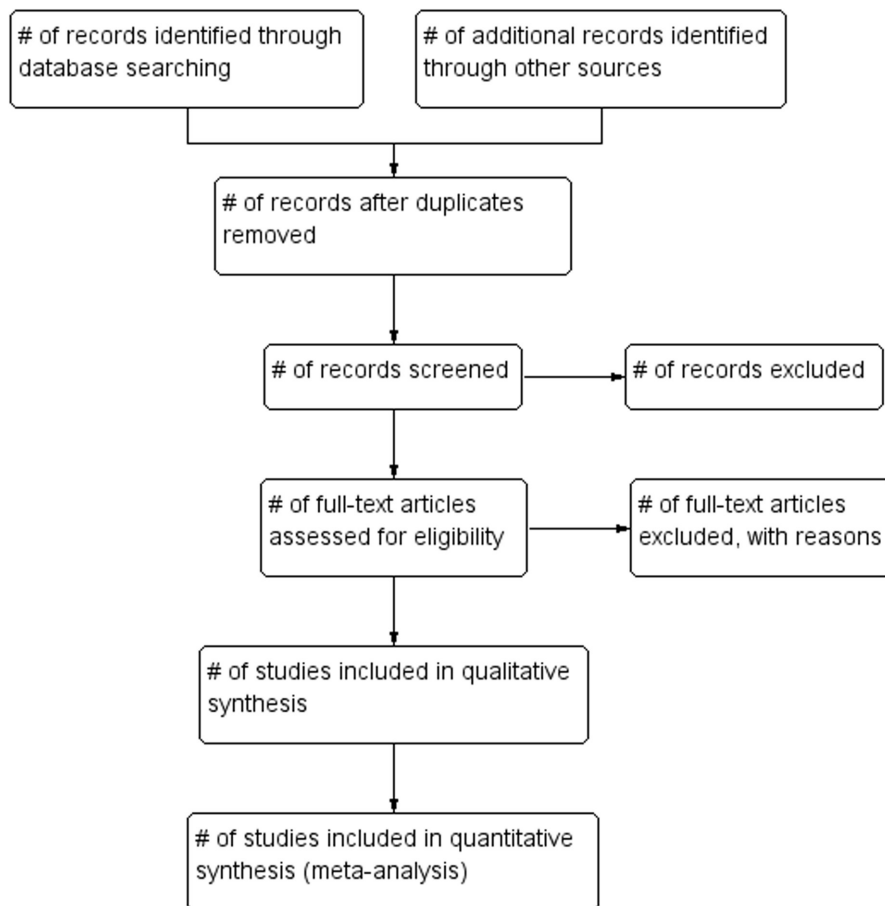 # of records identified through
database searching
# of additional records identified
through other sources
# of records after duplicates
removed
# of records screened
# of records excluded
# of full-text articles
assessed for eligibility
# of full-text articles
excluded, with reasons
# of studies included in qualitative
synthesis
# of studies included in quantitative
synthesis (meta-analysis)